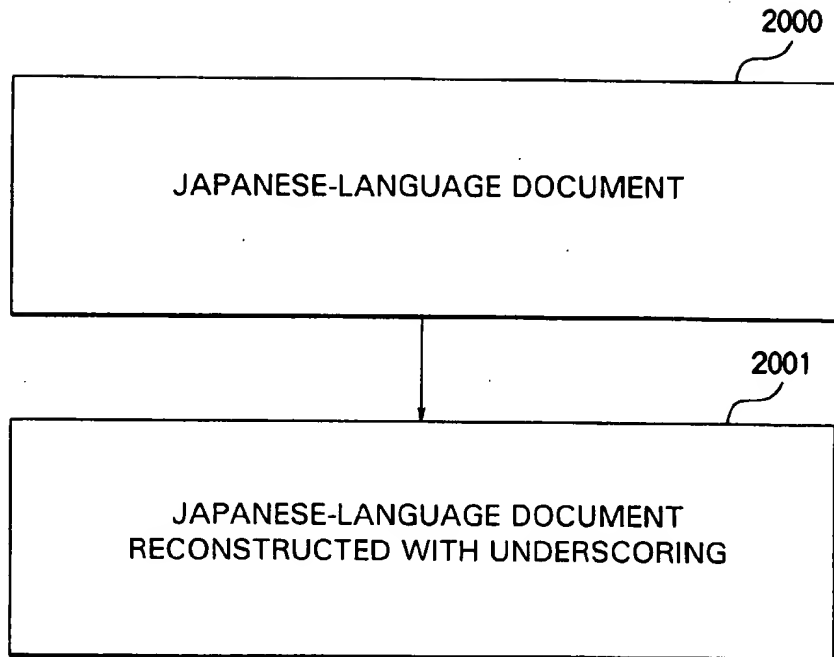 2000
JAPANESE-LANGUAGE DOCUMENT
2001
JAPANESE-LANGUAGE DOCUMENT
RECONSTRUCTED WITH UNDERSCORING